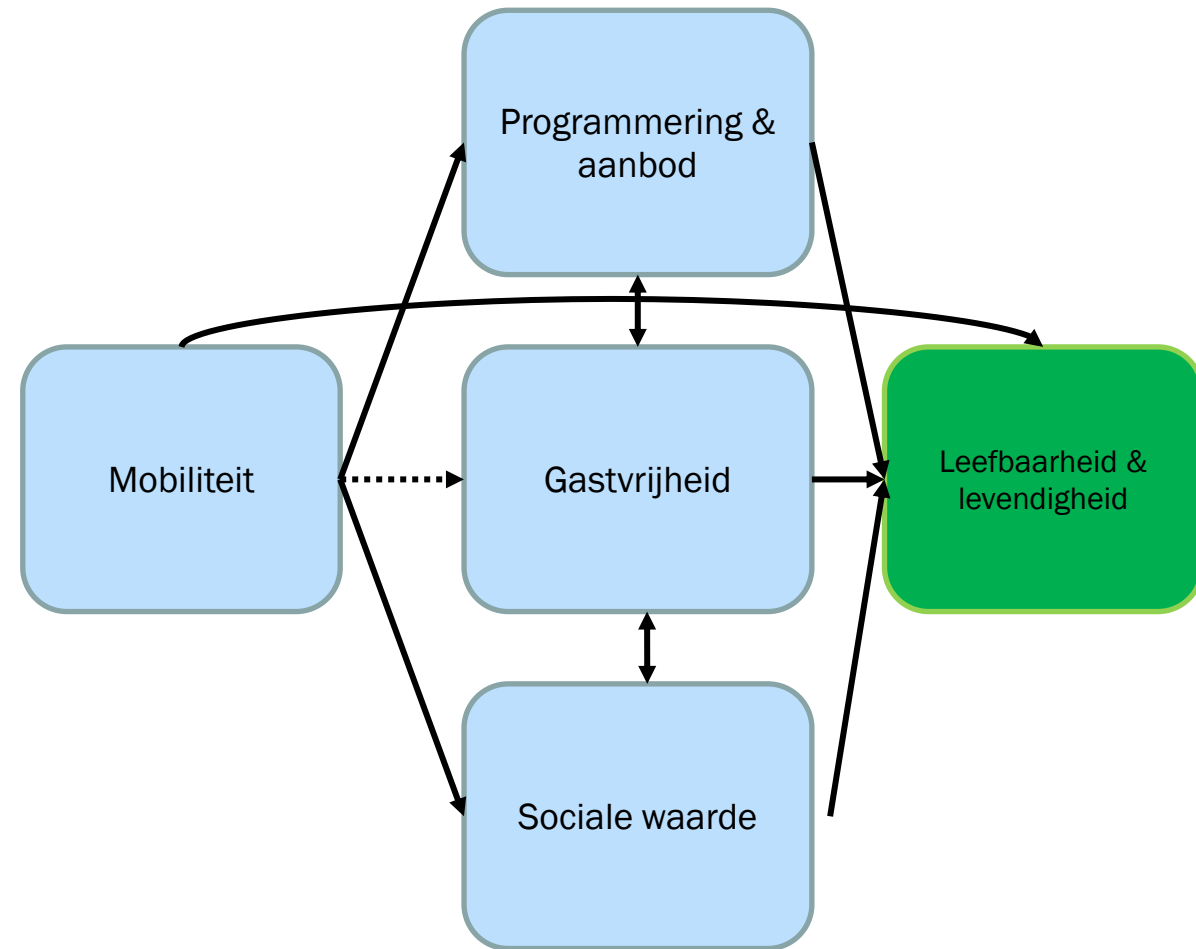 Programmering &
aanbod
Mobiliteit
Gastvrijheid
Leefbaarheid &
levendigheid
Sociale waarde